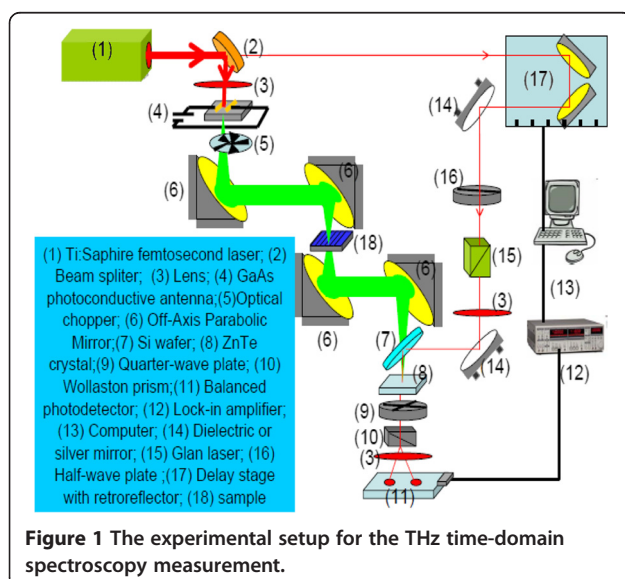 (1)
(2)
(3)
(4)
(5)
(6)
(6)
(17)
(14)
(16)
(18)
(15)
(13)
(6)
(3)
(6)
(7)
(14)
(12)
(8)
(9)
(10)
(3)
(11)
(1) Ti:Saphire femtosecond laser; (2)
Beam spliter; (3) Lens; (4) GaAs
photoconductive antenna;(5)Optical
chopper; (6) Off-Axis Parabolic
Mirror;(7) Si wafer; (8) ZnTe
crystal;(9) Quarter-wave plate; (10)
Wollaston prism;(11) Balanced
photodetector; (12) Lock-in amplifier;
(13) Computer; (14) Dielectric or
silver mirror; (15) Glan laser; (16)
Half-wave plate ;(17) Delay stage
with retroreflector; (18) sample
Figure 1 The experimental setup for the THz time-domain
spectroscopy measurement.